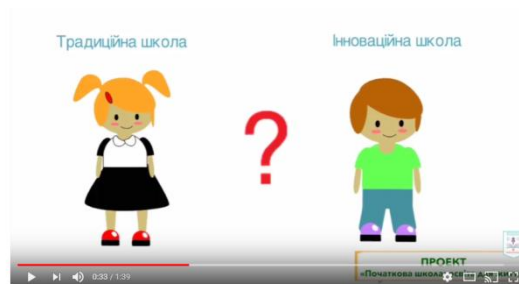 Традиційна школа
Інноваційна школа
?
ПРОЕКТ
«Початкова школа
0:33 / 1:39